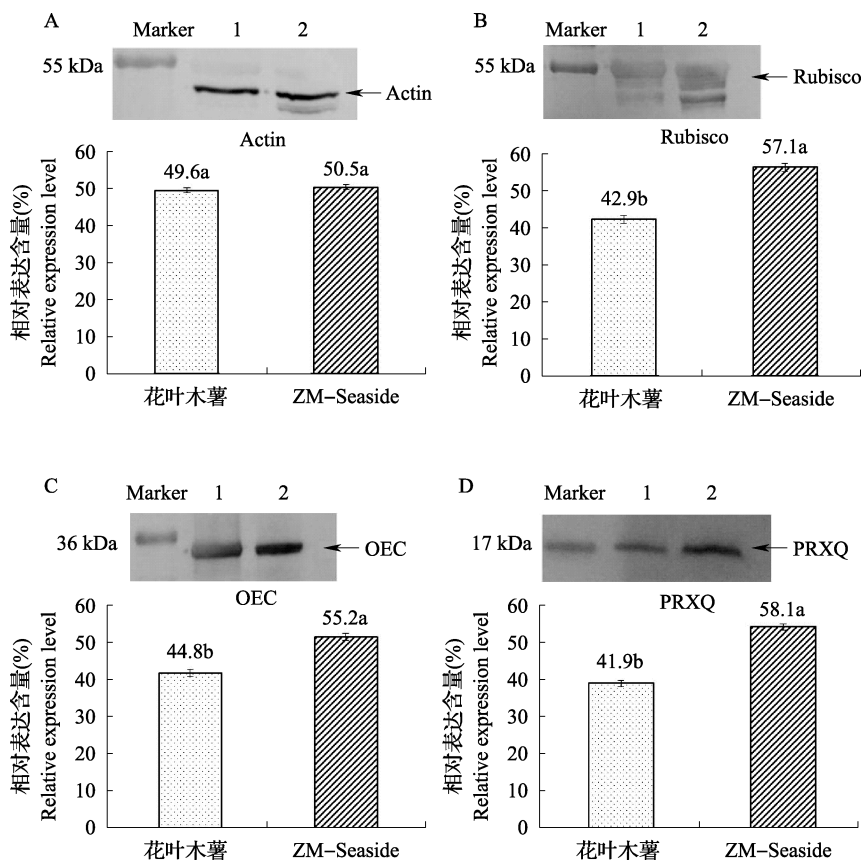 A
Marker 1 2
55 kDa
Actin
Actin
相对表达含量(%)
Relative expression level
60
50
40
30
20
10
0
49.6a
50.5a
花叶木薯
ZM-Seaside
B
Marker 1 2
55 kDa
Rubisco
Rubisco
相对表达含量(%)
Relative expression level
60
50
40
30
20
10
0
42.9b
57.1a
花叶木薯
ZM-Seaside
C
Marker 1 2
36 kDa
OEC
OEC
相对表达含量(%)
Relative expression level
60
50
40
30
20
10
0
44.8b
55.2a
花叶木薯
ZM-Seaside
D
Marker 1 2
17 kDa
PRXQ
PRXQ
相对表达含量(%)
Relative expression level
60
50
40
30
20
10
0
41.9b
58.1a
花叶木薯
ZM-Seaside